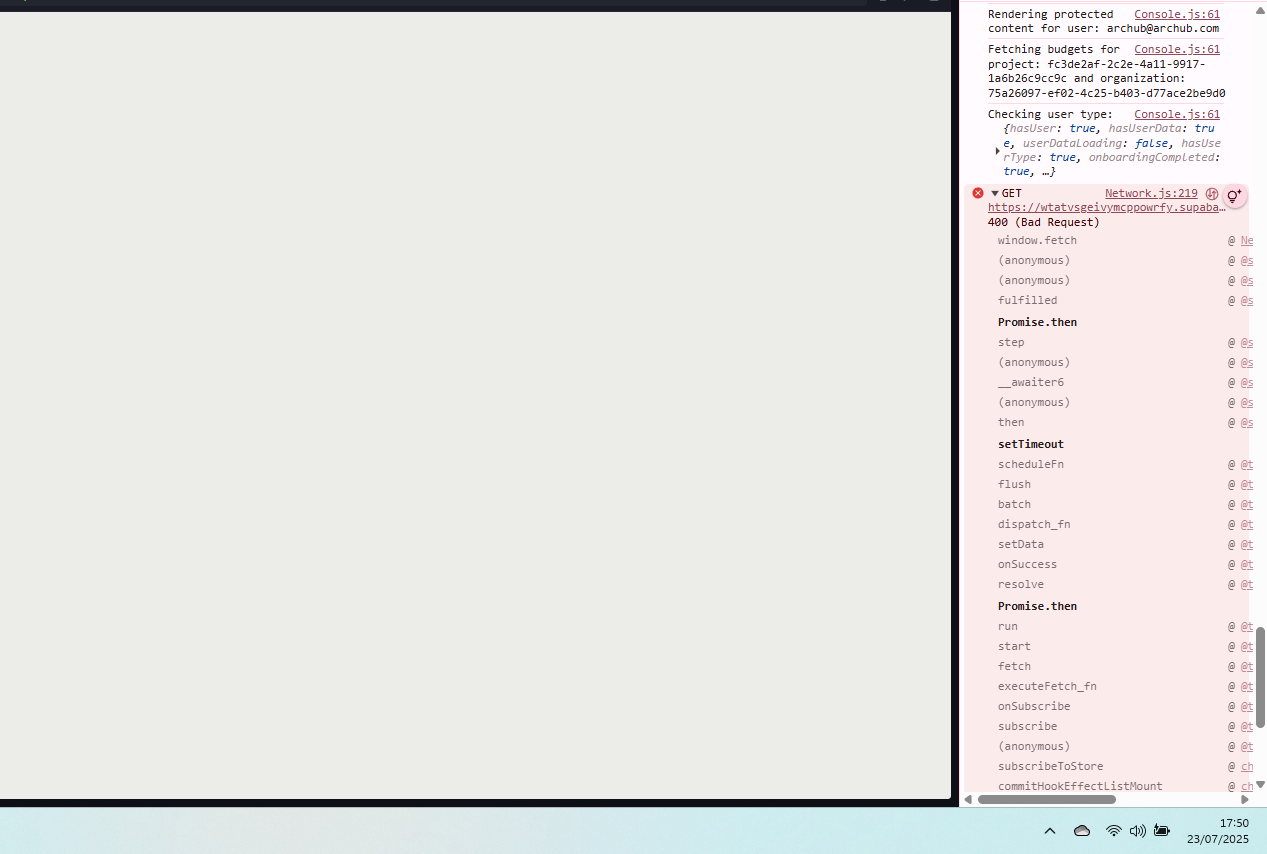 Rendering protected Console.js:61
content for user: archub@archub.com
Fetching budgets for Console.js:61
project: fc3de2af-2c2e-4a11-9917-
1a6b26c9cc9c and organization:
75a26097-ef02-4c25-b403-d77ace2be9d0
Checking user type: Console.js:61
{hasUser: true, hasUserData: tru
e, userDataLoading: false, hasUse
rType: true, onboardingCompleted:
true, …}
GET Network.js:219
https://wtatvsgeivymcppowrfy.supaba…
400 (Bad Request)
window.fetch @ Ne
(anonymous) @ @s
(anonymous) @ @s
fulfilled @ @s
Promise.then
step @ @s
(anonymous) @ @s
__awaiter6 @ @s
(anonymous) @ @s
then @ @s
setTimeout
scheduleFn @ @t
flush @ @t
batch @ @t
dispatch_fn @ @t
setData @ @t
onSuccess @ @t
resolve @ @t
Promise.then
run @ @t
start @ @t
fetch @ @t
executeFetch_fn @ @t
onSubscribe @ @t
subscribe @ @t
(anonymous) @ @t
subscribeToStore @ ch
commitHookEffectListMount @ ch
17:50
23/07/2025